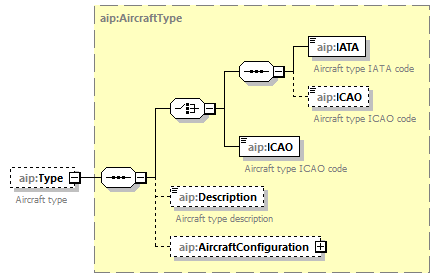 aip:AircraftType
aip:IATA
Aircraft type IATA code
aip:ICAO
Aircraft type ICAO code
aip:ICAO
Aircraft type ICAO code
aip:Type
Aircraft type
aip:Description
Aircraft type description
aip:AircraftConfiguration